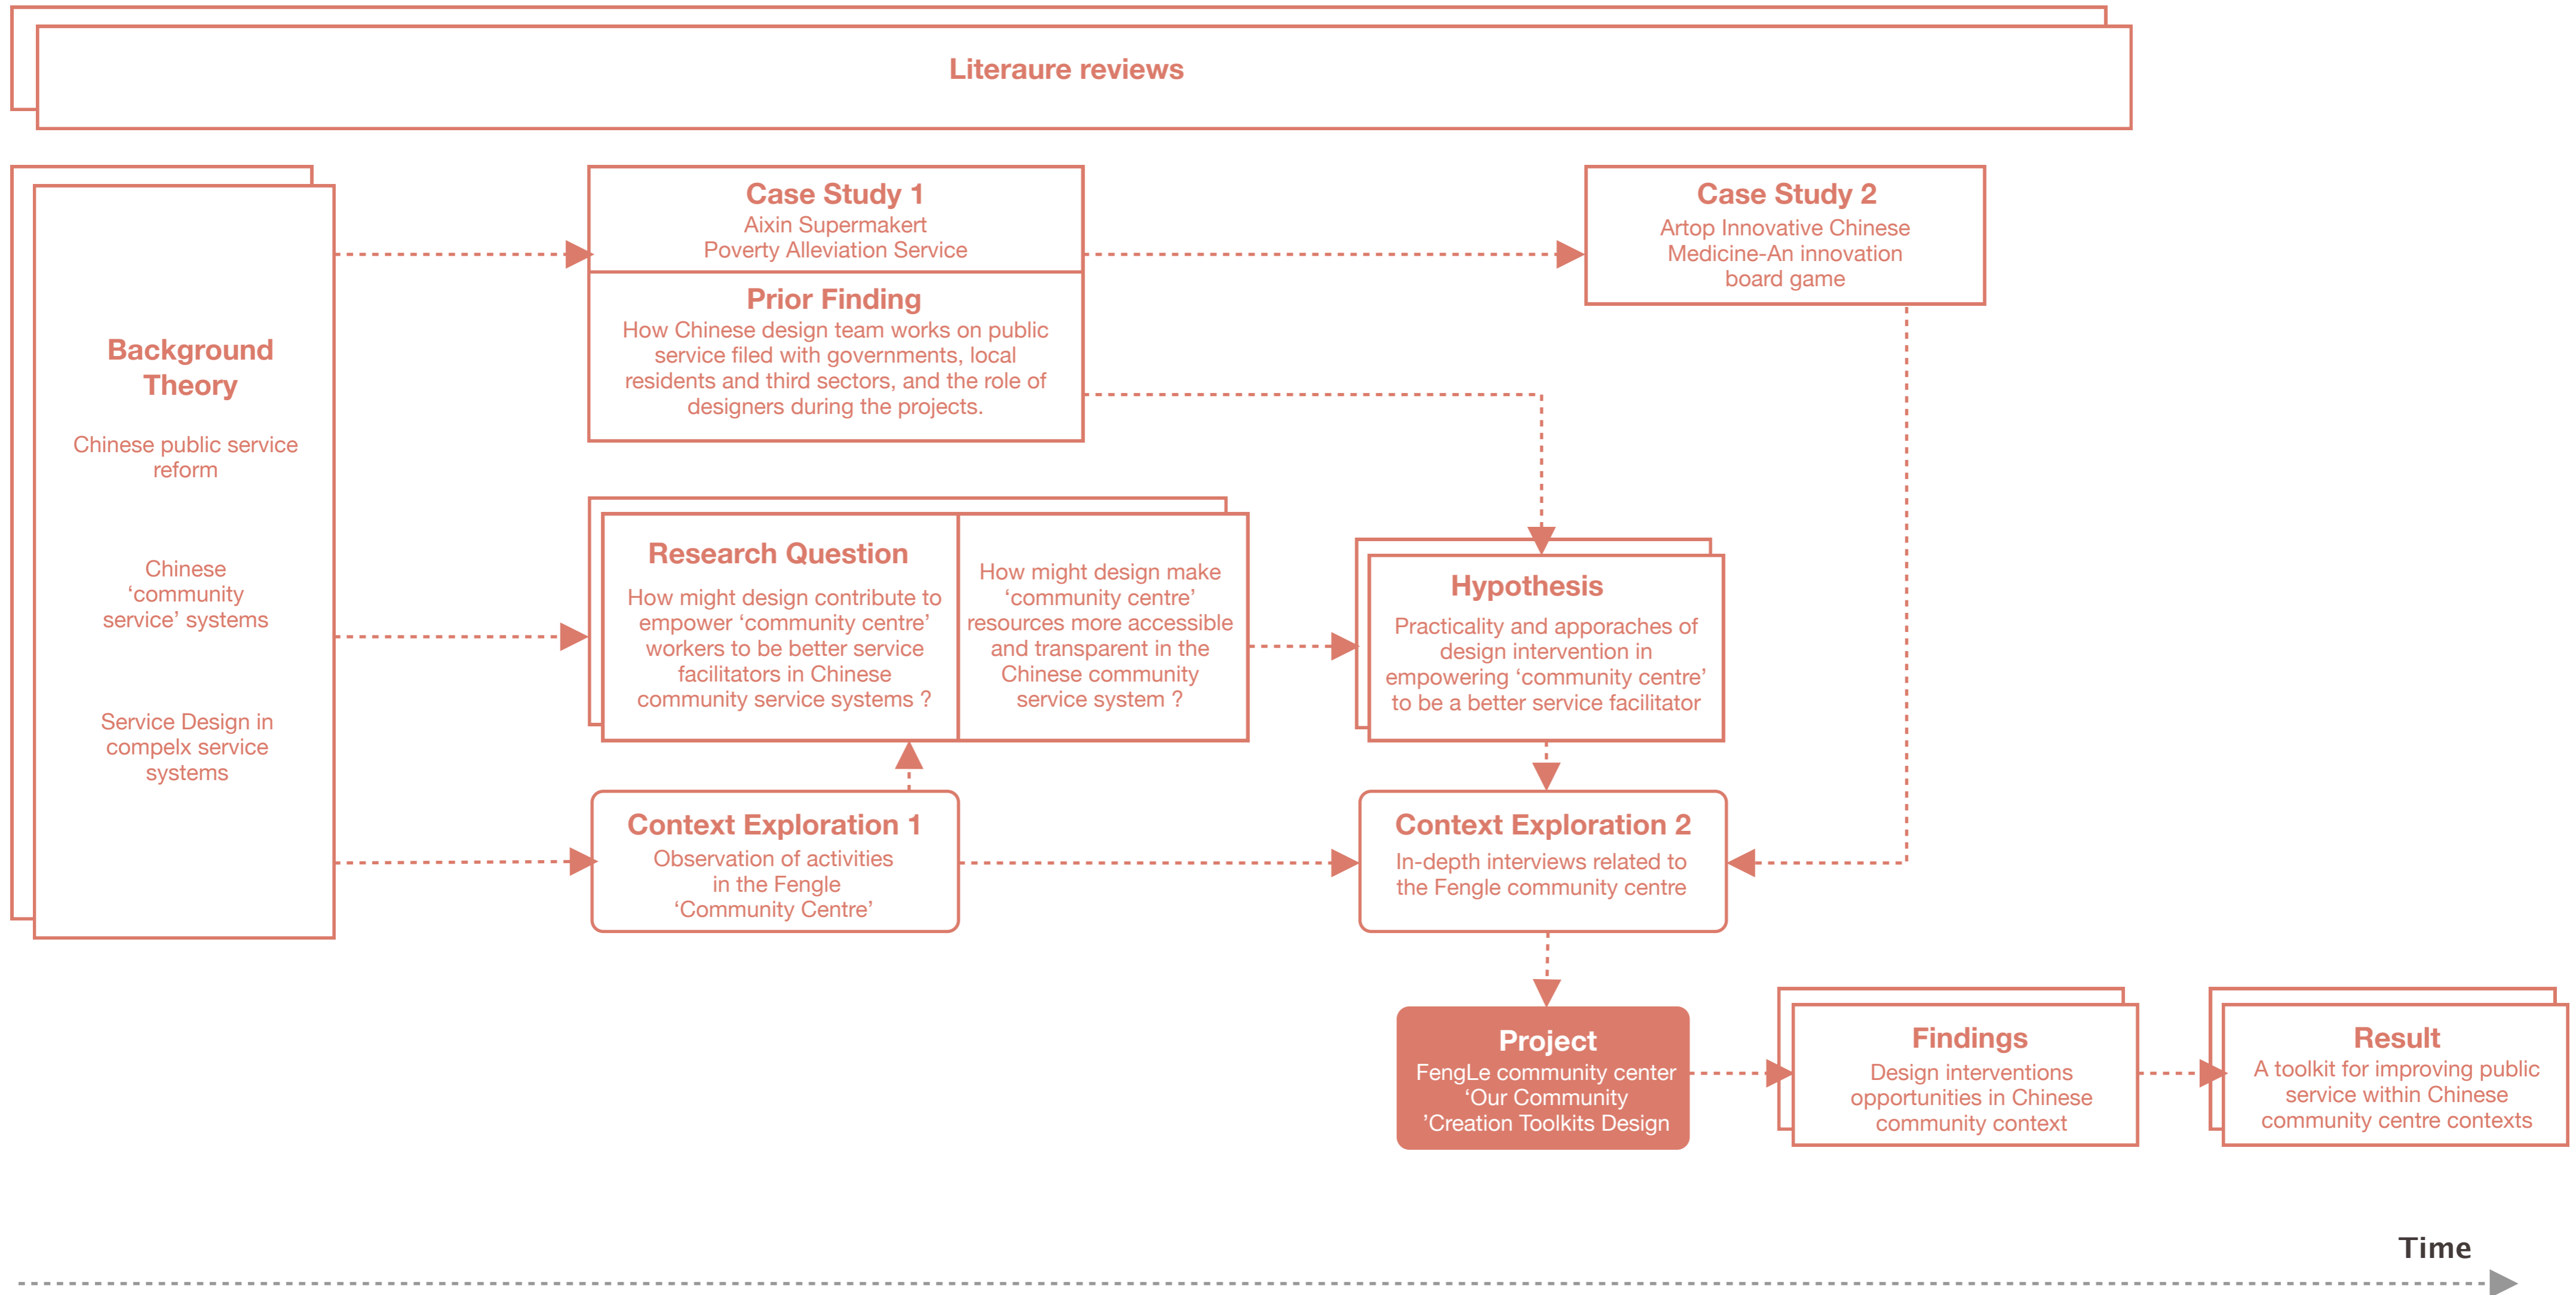 Literaure reviews
Background
Theory
Chinese public service
reform
Chinese
‘community
service’ systems
Service Design in
compelx service
systems
Case Study 1
Aixin Supermakert
Poverty Alleviation Service
Prior Finding
How Chinese design team works on public
service filed with governments, local
residents and third sectors, and the role of
designers during the projects.
Case Study 2
Artop Innovative Chinese
Medicine-An innovation
board game
Research Question
How might design contribute to
empower ‘community centre’
workers to be better service
facilitators in Chinese
community service systems ?
How might design make
‘community centre’
resources more accessible
and transparent in the
Chinese community
service system ?
Hypothesis
Practicality and apporaches of
design intervention in
empowering ‘community centre’
to be a better service facilitator
Context Exploration 1
Observation of activities
in the Fengle
‘Community Centre’
Context Exploration 2
In-depth interviews related to
the Fengle community centre
Project
FengLe community center
‘Our Community
’Creation Toolkits Design
Findings
Design interventions
opportunities in Chinese
community context
Result
A toolkit for improving public
service within Chinese
community centre contexts
Time